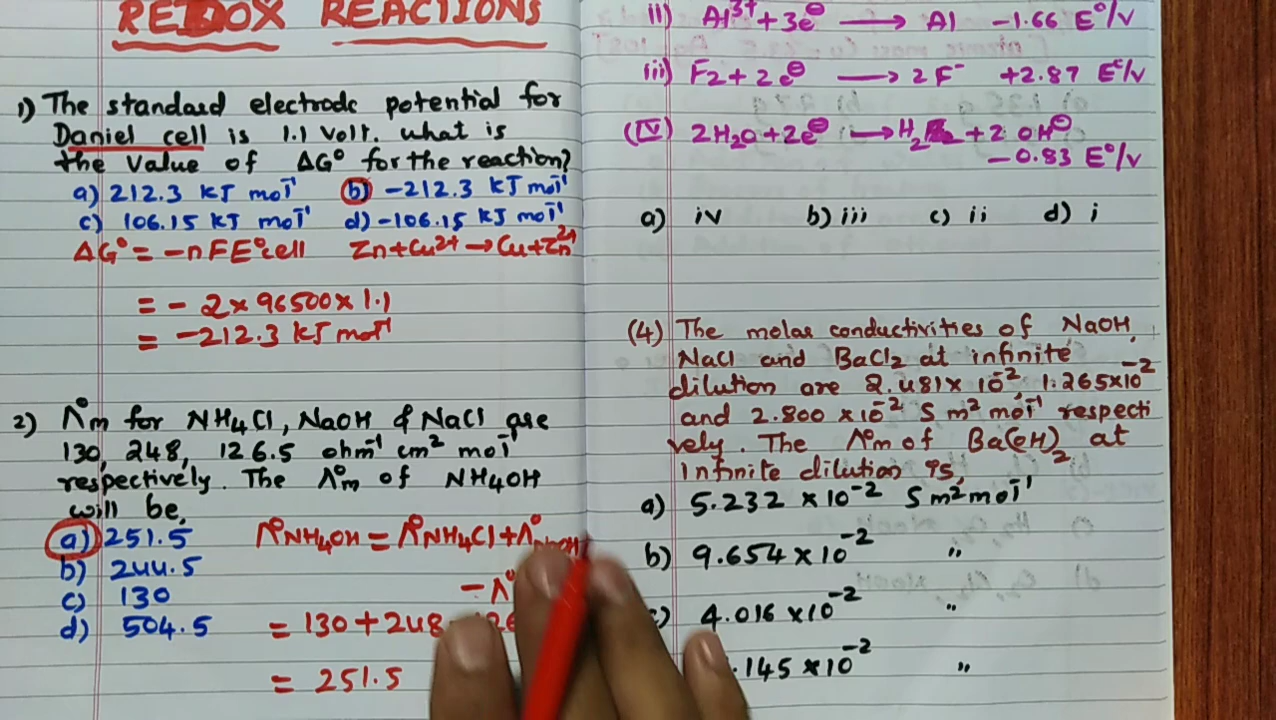 REDOX REACTIONS
1) The standard electrode potential for
Daniel cell is 1.1 Volt. what is
the value of ΔG° for the reaction?
a) 212.3 KJ mol⁻¹ b) -212.3 KJ mol⁻¹
c) 106.15 KJ mol⁻¹ d) -106.15 KJ mol⁻¹
ΔG° = -nFE°cell Zn + Cu²⁺ → Cu + Zn²⁺
= - 2 × 96500 × 1.1
= -212.3 KJ mol⁻¹
2) Λ°m for NH₄Cl, NaOH & NaCl are
130, 248, 126.5 ohm⁻¹ cm² mol⁻¹
respectively. The Λ°m of NH₄OH
will be,
a) 251.5 Λ°NH₄OH = Λ°NH₄Cl + Λ°
b) 244.5
- Λ°
c) 130
d) 504.5 = 130 + 248
= 251.5
ii) Al³⁺ + 3e⊖ → Al -1.66 E°/v
iii) F₂ + 2e⊖ → 2F⁻ +2.87 E°/v
(iv) 2H₂O + 2e⊖ → H₂ + 2 OH⊖
-0.83 E°/v
a) iv b) iii c) ii d) i
(4) The molar conductivities of NaOH,
NaCl and BaCl₂ at infinite
dilution are 2.481 × 10⁻², 1.265 × 10⁻²
and 2.800 × 10⁻² S m² mol⁻¹ respecti
vely. The Λ°m of Ba(OH)₂ at
infinite dilution is,
a) 5.232 × 10⁻² S m² mol⁻¹
b) 9.654 × 10⁻² "
) 4.016 × 10⁻² "
.145 × 10⁻² "